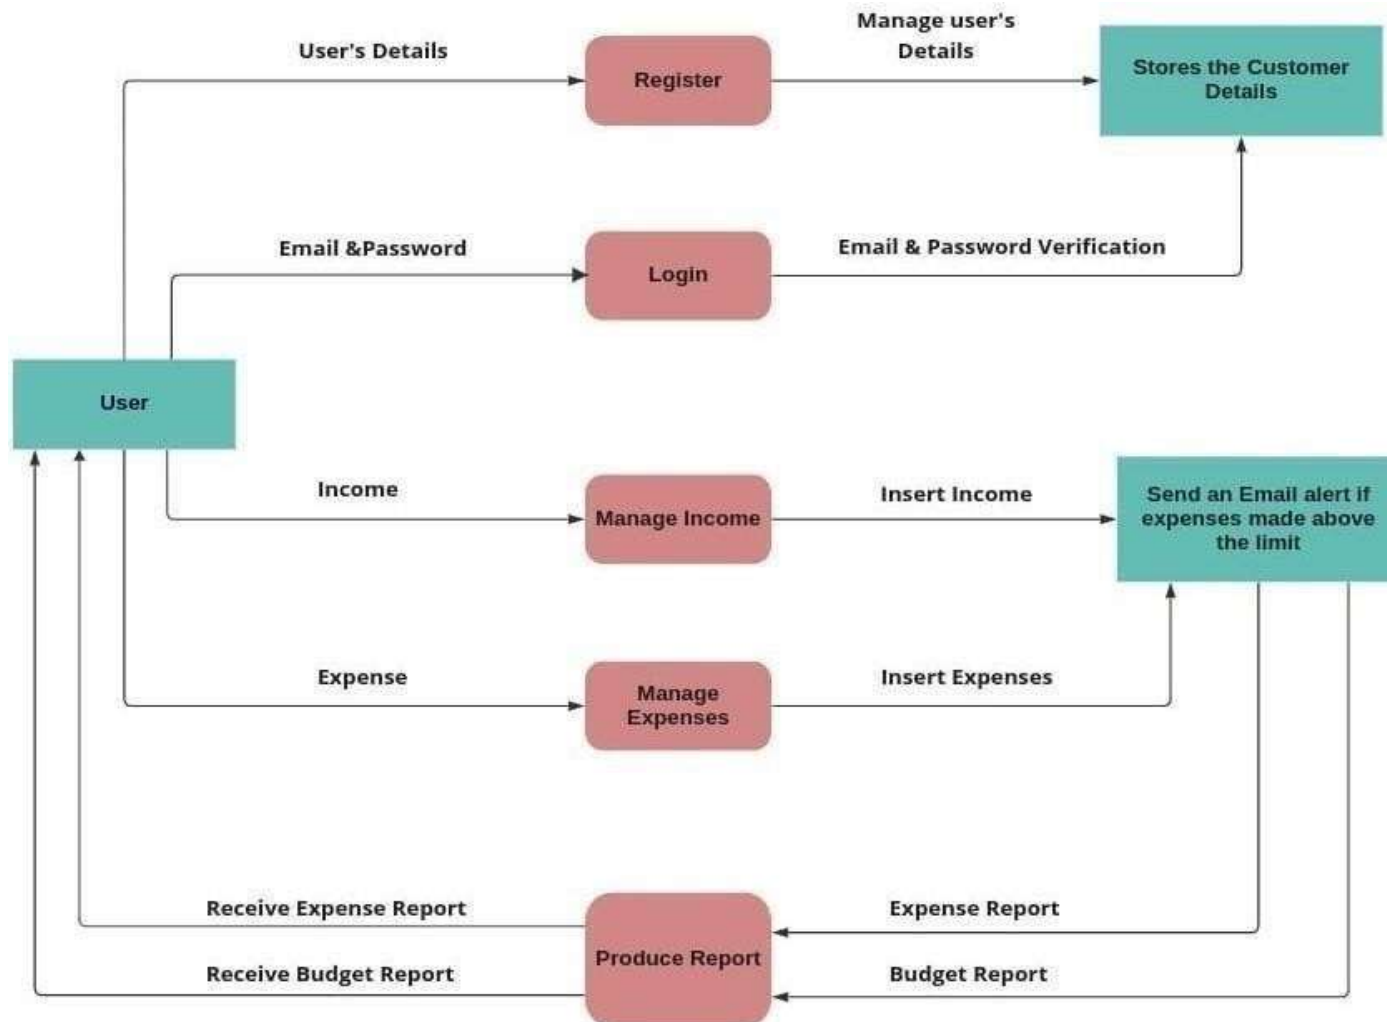 Manage user's
Details
User's Details
Register
Stores the Customer
Details
Email &Password
Login
Email & Password Verification
User
Income
Manage Income
Insert Income
Send an Email alert if
expenses made above
the limit
Expense
Manage
Expenses
Insert Expenses
Receive Expense Report
Expense Report
Produce Report
Receive Budget Report
Budget Report